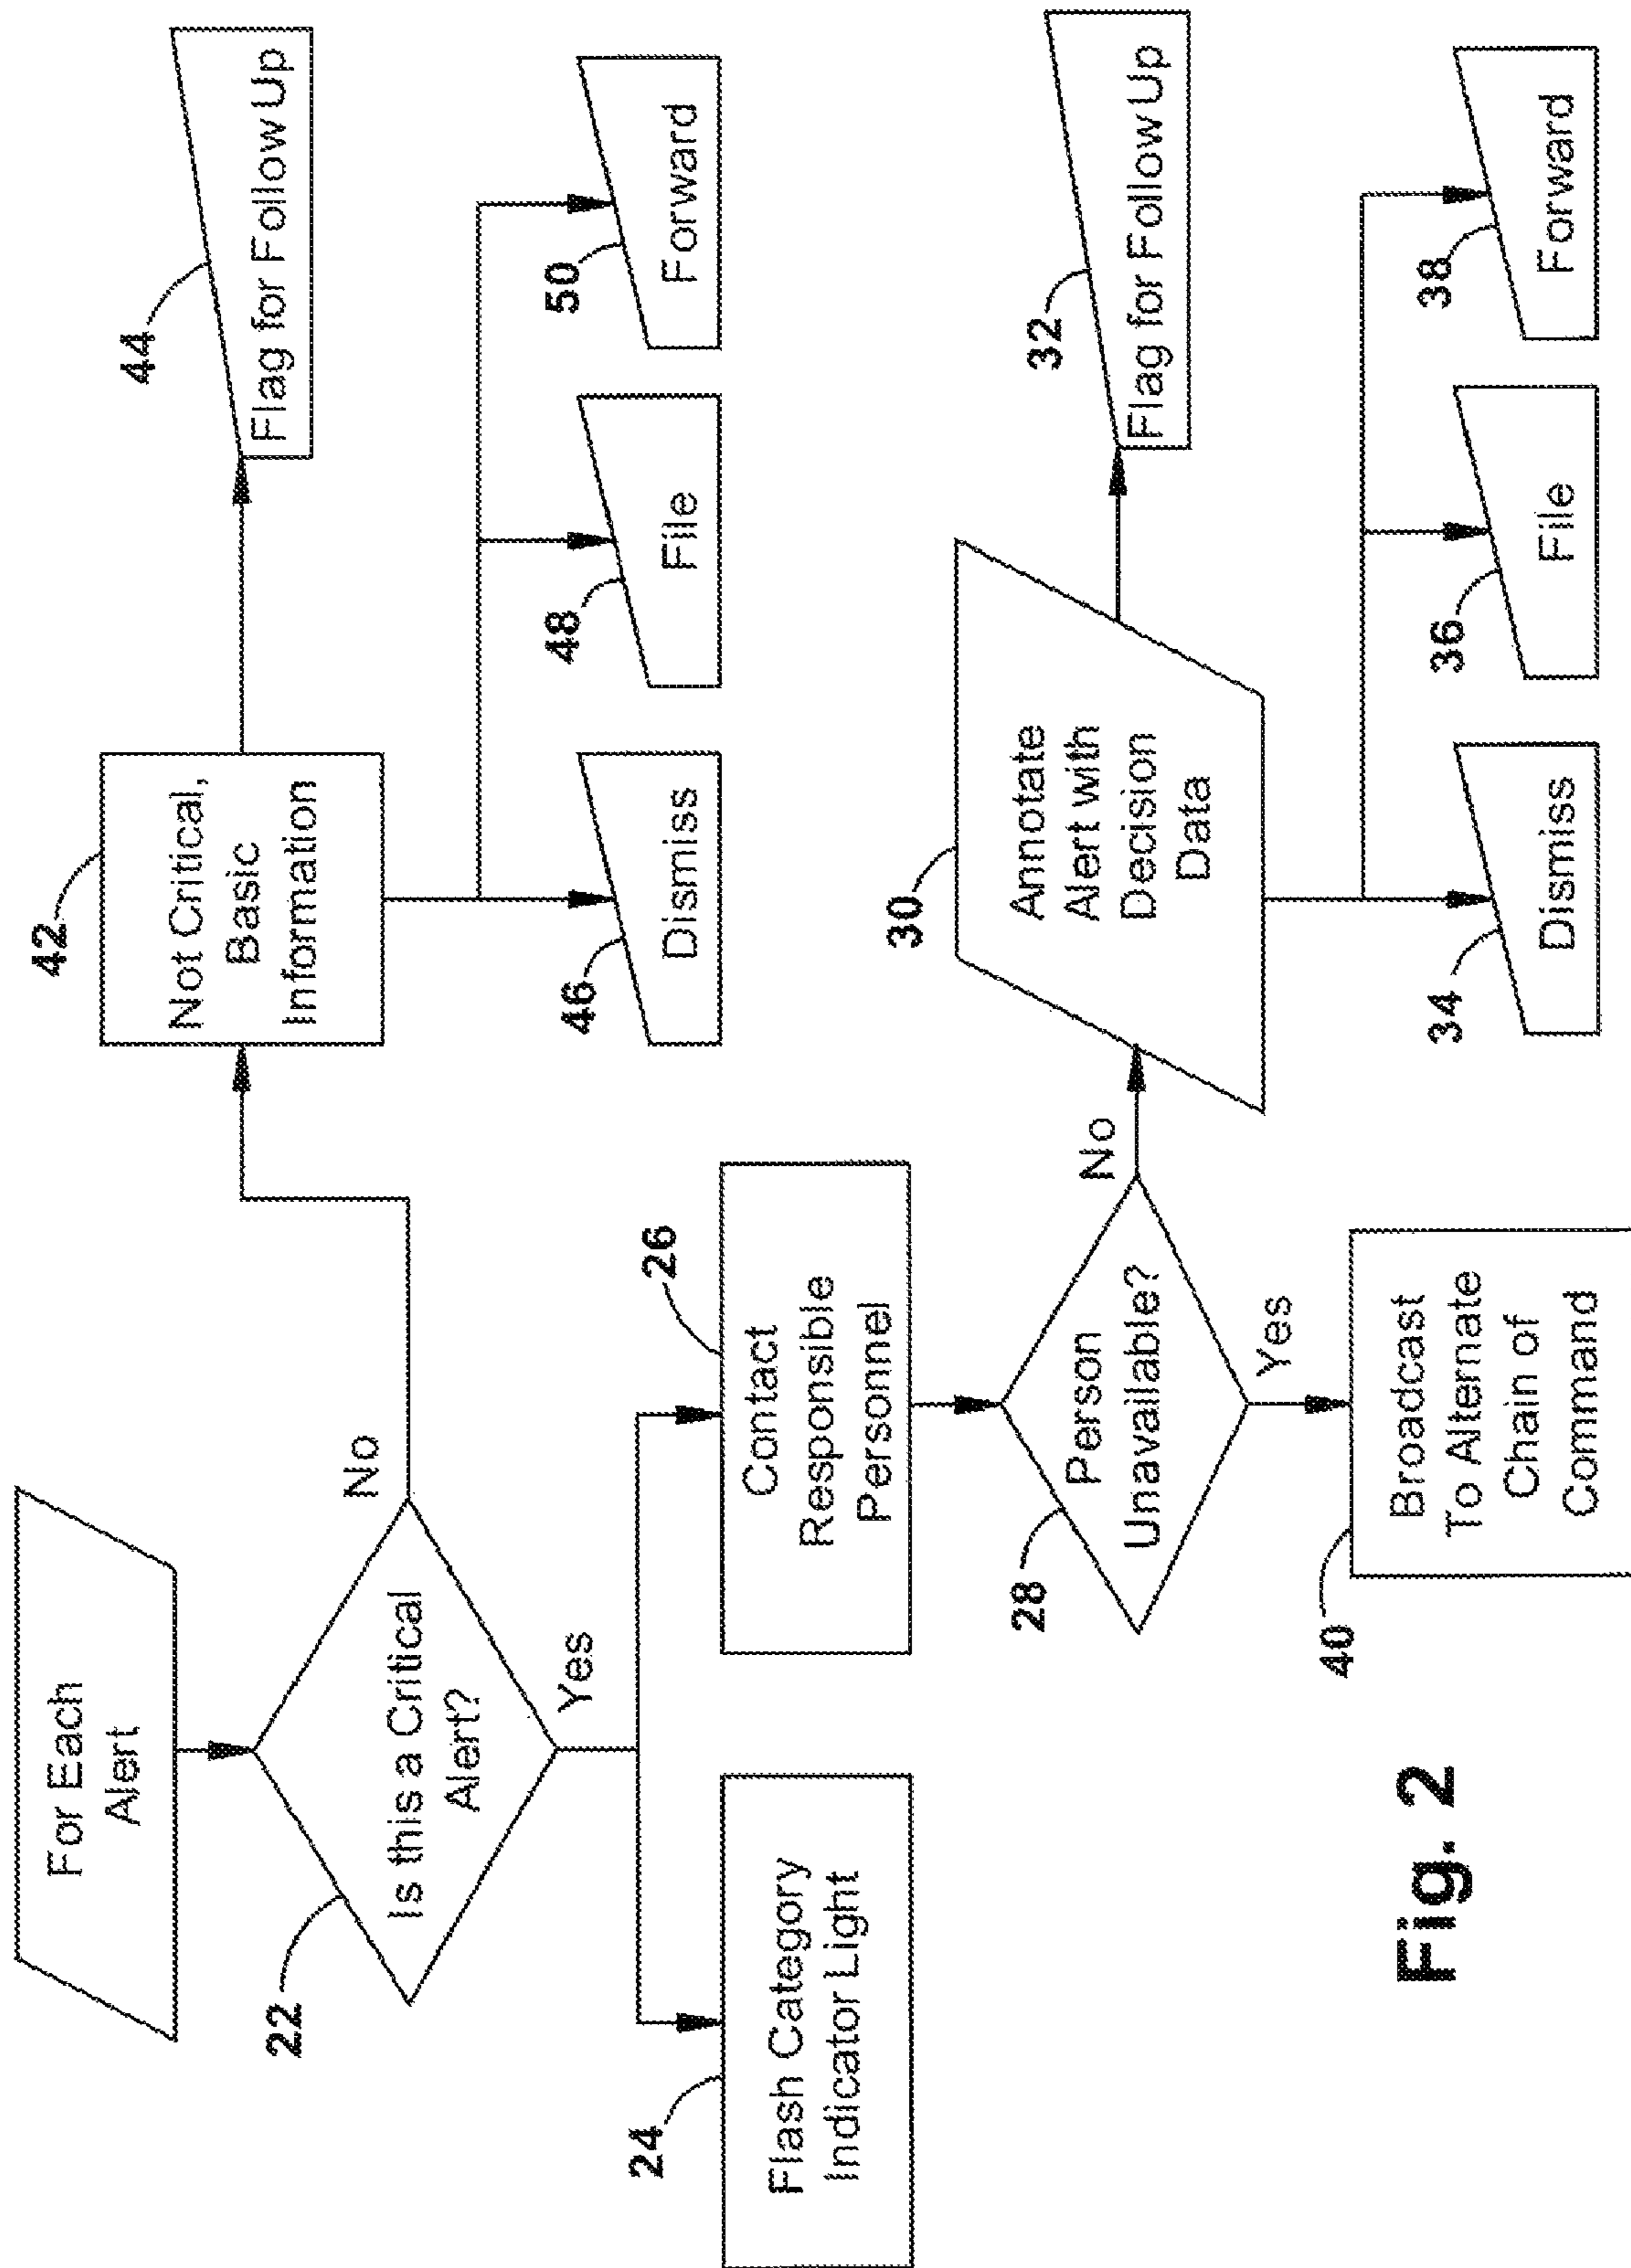 For Each
Alert
22
Is this a Critical
Alert?
No
Yes
24
Flash Category
Indicator Light
26
Contact
Responsible
Personnel
28
Person
Unavailable?
No
Yes
40
Broadcast
To Alternate
Chain of
Command
42
Not Critical,
Basic
Information
44
Flag for Follow Up
46
Dismiss
48
File
50
Forward
30
Annotate
Alert with
Decision
Data
32
Flag for Follow Up
34
Dismiss
36
File
38
Forward
Fig. 2